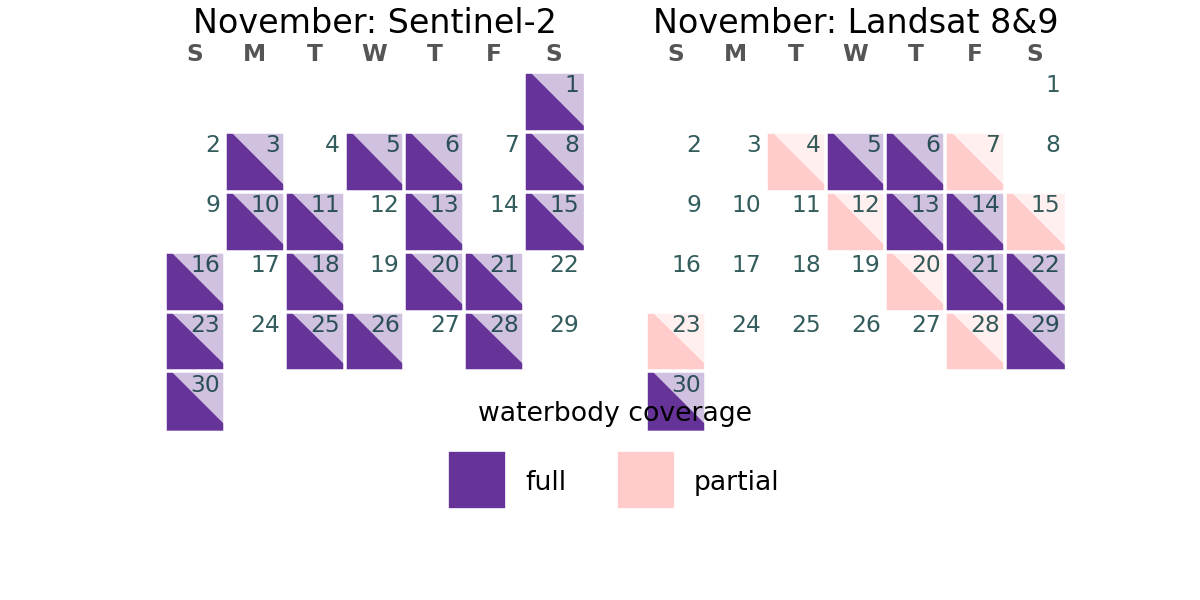 November: Sentinel-2
S M T W T F S
1
2 3 4 5 6 7 8
9 10 11 12 13 14 15
16 17 18 19 20 21 22
23 24 25 26 27 28 29
30
November: Landsat 8&9
S M T W T F S
1
2 3 4 5 6 7 8
9 10 11 12 13 14 15
16 17 18 19 20 21 22
23 24 25 26 27 28 29
30
waterbody coverage
full partial